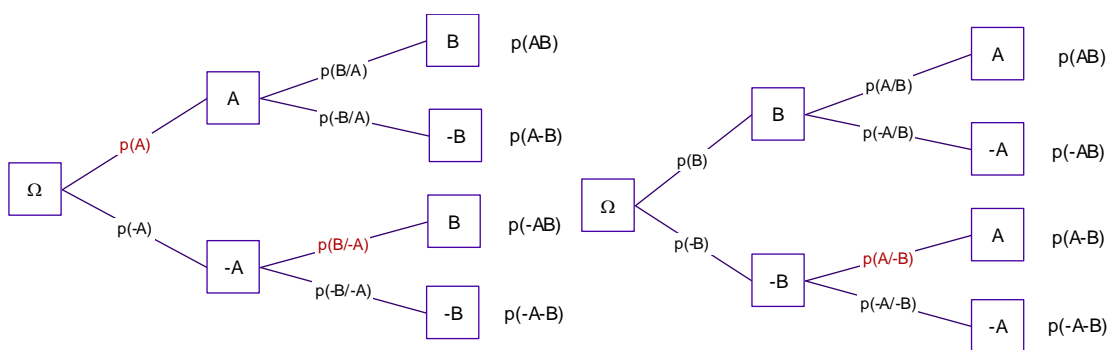 B p(AB)
p(B/A)
A
p(-B/A)
-B p(A-B)
p(A)
Ω
p(-A)
B p(-AB)
p(B/-A)
-A
p(-B/-A)
-B p(-A-B)
A p(AB)
p(A/B)
B
p(-A/B)
-A p(-AB)
p(B)
Ω
p(-B)
A p(A-B)
p(A/-B)
-B
p(-A/-B)
-A p(-A-B)